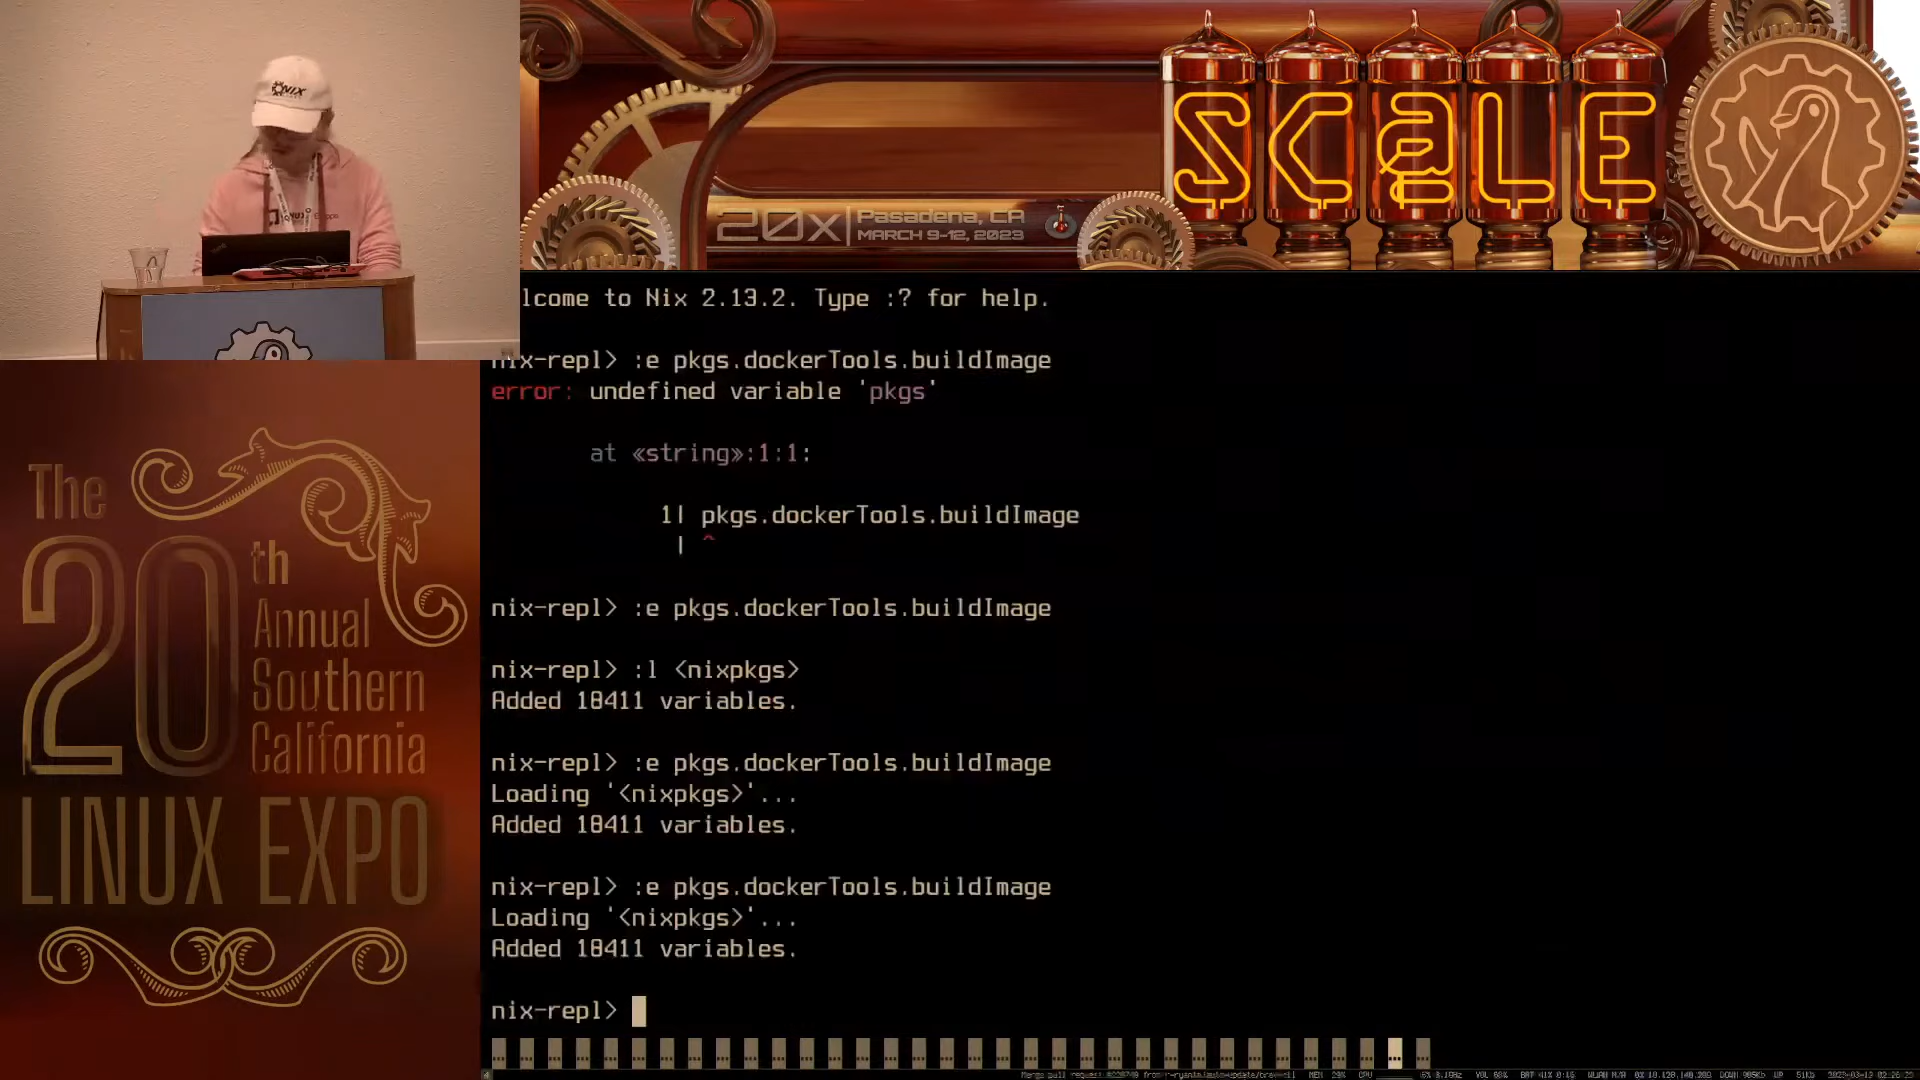 NIX
SCaLE
20x
Pasadena, CA
MARCH 9-12, 2023
The
20th
Annual
Southern
California
LINUX EXPO
lcome to Nix 2.13.2. Type :? for help.
nix-repl> :e pkgs.dockerTools.buildImage
error: undefined variable 'pkgs'
at «string»:1:1:
1| pkgs.dockerTools.buildImage
| ^
nix-repl> :e pkgs.dockerTools.buildImage
nix-repl> :l <nixpkgs>
Added 18411 variables.
nix-repl> :e pkgs.dockerTools.buildImage
Loading '<nixpkgs>'...
Added 18411 variables.
nix-repl> :e pkgs.dockerTools.buildImage
Loading '<nixpkgs>'...
Added 18411 variables.
nix-repl>